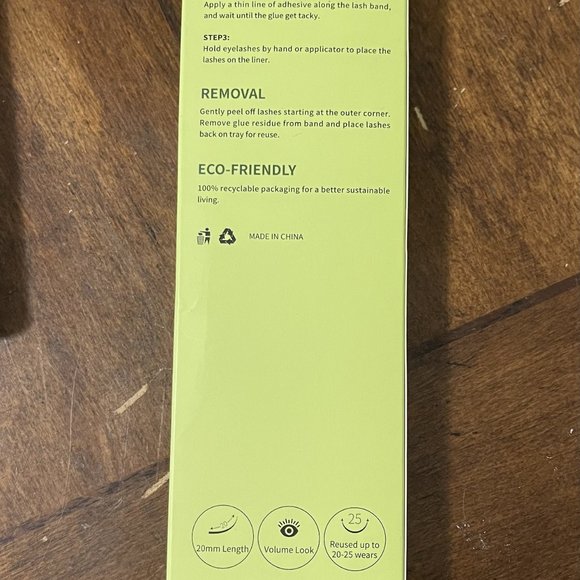 Apply a thin line of adhesive along the lash band,
and wait until the glue get tacky.
STEP3:
Hold eyelashes by hand or applicator to place the
lashes on the liner.
REMOVAL
Gently peel off lashes starting at the outer corner.
Remove glue residue from band and place lashes
back on tray for reuse.
ECO-FRIENDLY
100% recyclable packaging for a better sustainable
living.
MADE IN CHINA
20
20mm Length
Volume Look
25
Reused up to
20-25 wears